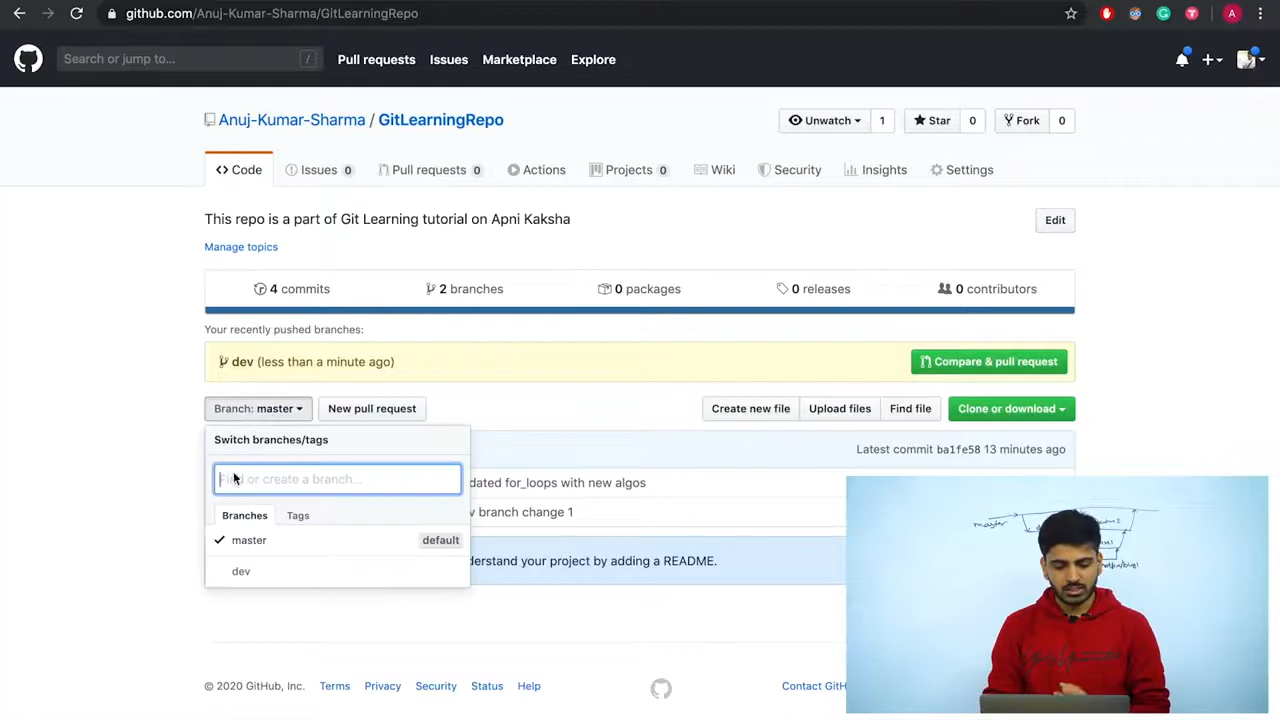 github.com/Anuj-Kumar-Sharma/GitLearningRepo
A
Search or jump to... /
Pull requests Issues Marketplace Explore
Anuj-Kumar-Sharma / GitLearningRepo
Unwatch 1 Star 0 Fork 0
Code Issues 0 Pull requests 0 Actions Projects 0 Wiki Security Insights Settings
This repo is a part of Git Learning tutorial on Apni Kaksha
Edit
Manage topics
4 commits 2 branches 0 packages 0 releases 0 contributors
Your recently pushed branches:
dev (less than a minute ago) Compare & pull request
Branch: master New pull request Create new file Upload files Find file Clone or download
Switch branches/tags
Latest commit ba1fe58 13 minutes ago
or create a branch...
dated for_loops with new algos
Branches Tags
branch change 1
master default
derstand your project by adding a README.
dev
master
© 2020 GitHub, Inc. Terms Privacy Security Status Help Contact GitH